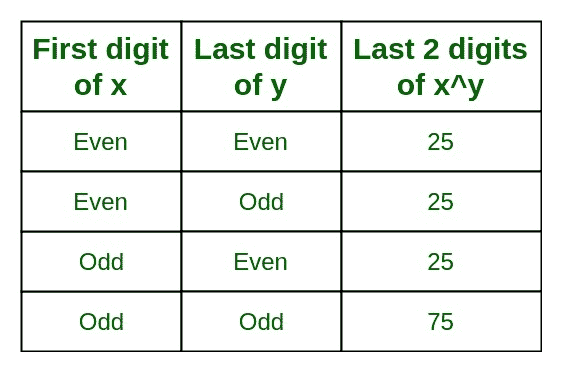 First digit of x | Last digit of y | Last 2 digits of x^y
Even | Even | 25
Even | Odd | 25
Odd | Even | 25
Odd | Odd | 75